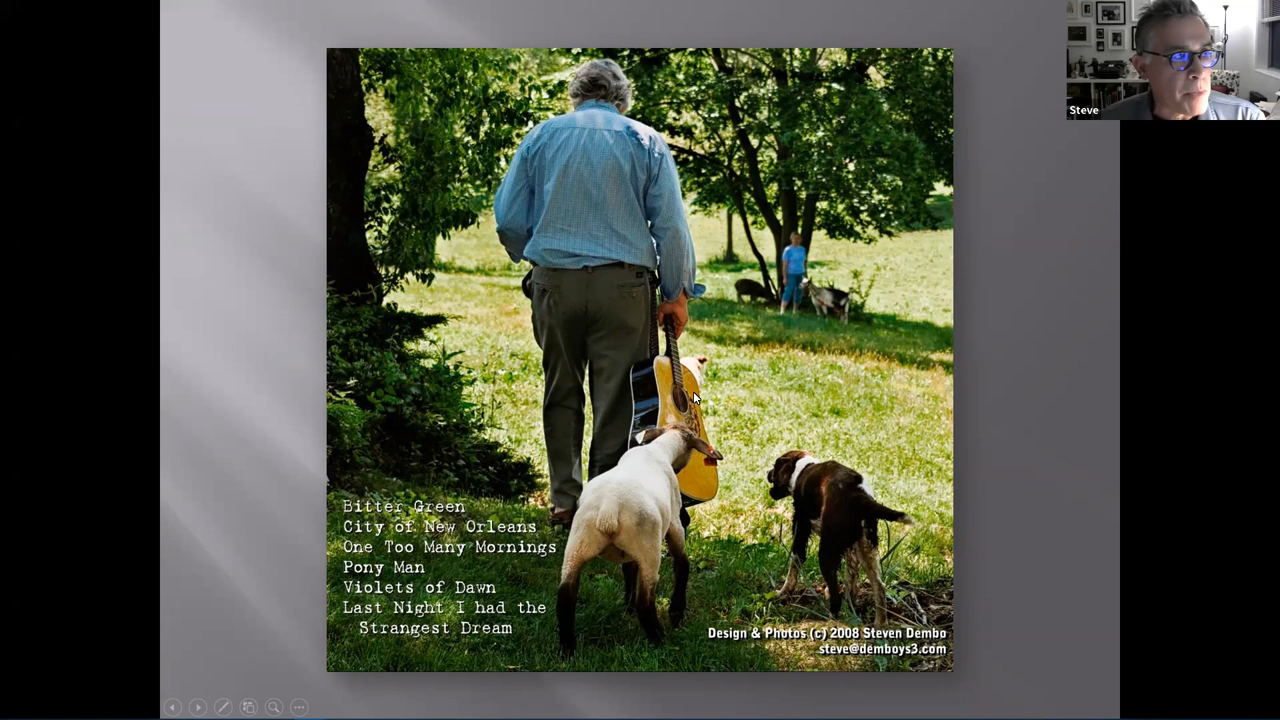 Steve
Bitter Green
City of New Orleans
One Too Many Mornings
Pony Man
Violets of Dawn
Last Night I had the
Strangest Dream
Design & Photos (c) 2008 Steven Dembo
steve@demboys3.com